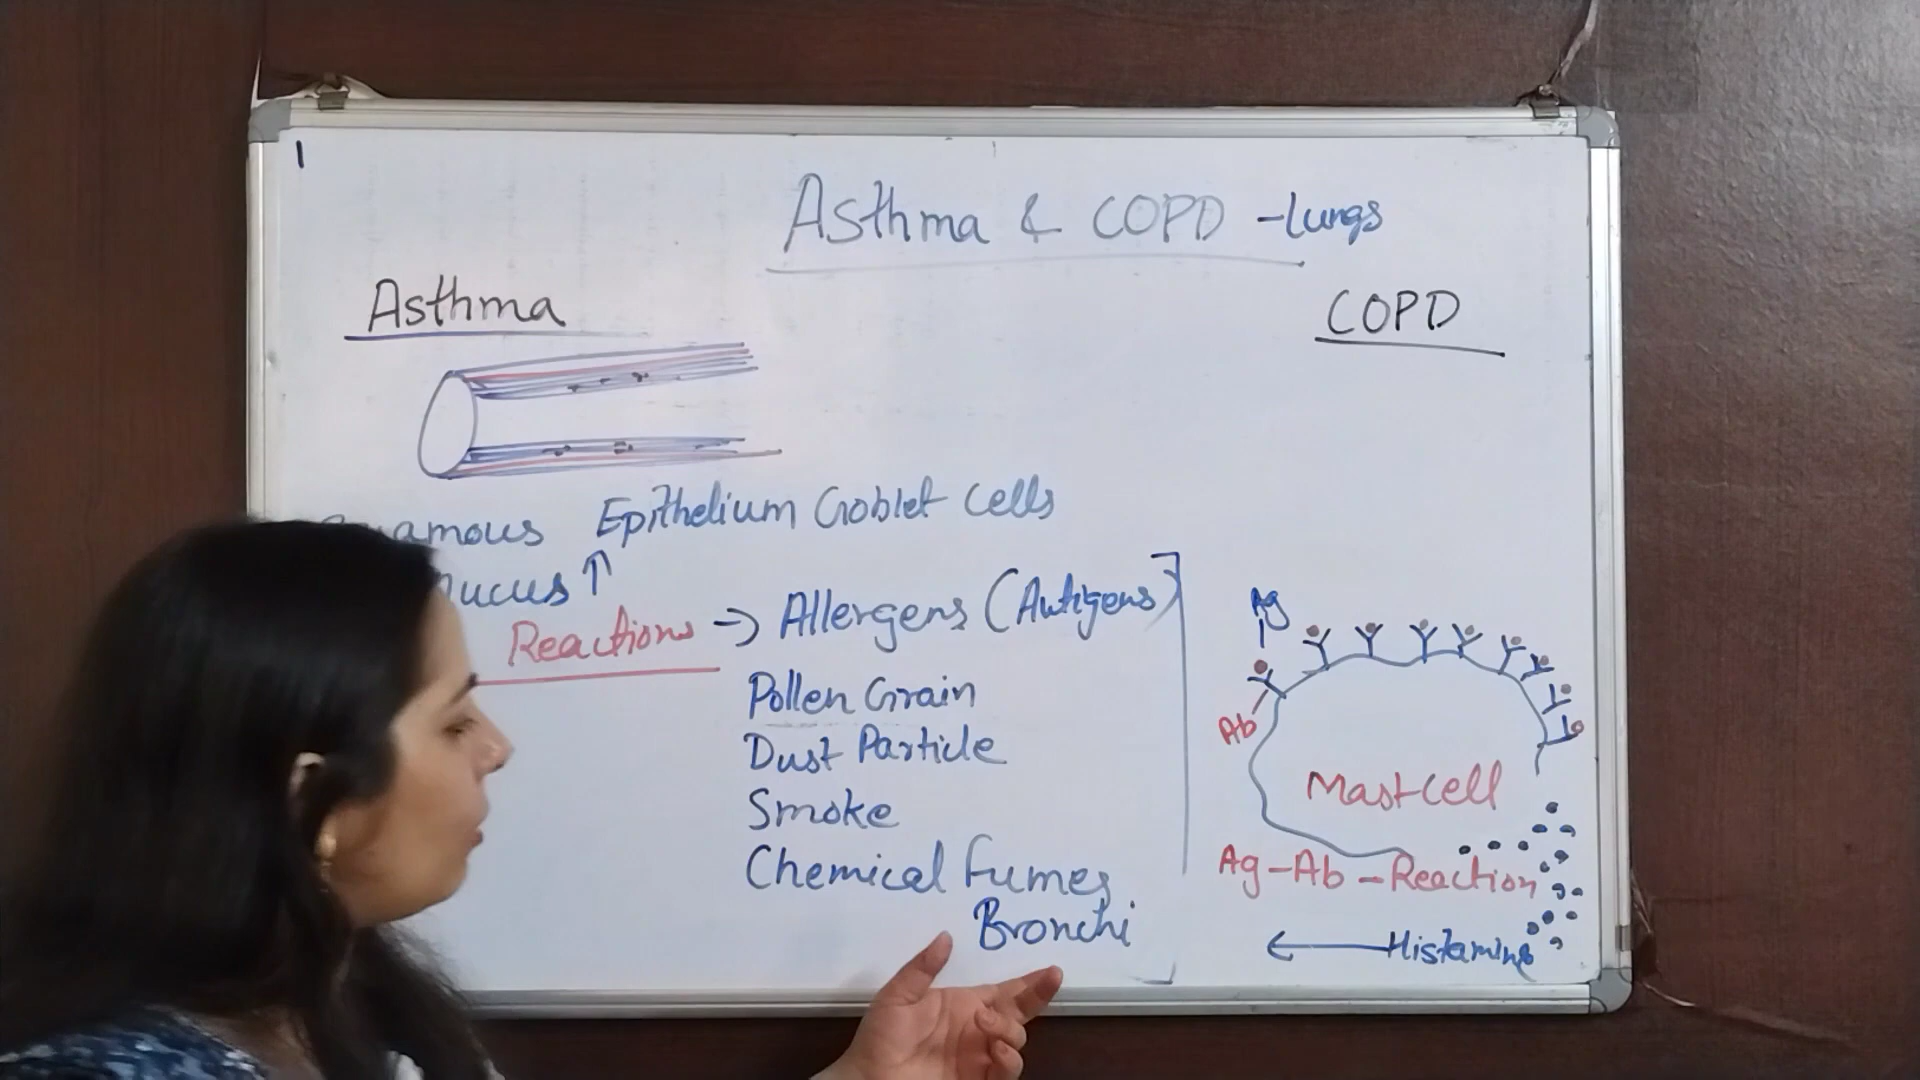 1
Asthma & COPD - Lungs
Asthma
COPD
Epithelium Goblet Cells
↑
Reactions → Allergens (Antigens)
Pollen Grain
Dust Particle
Smoke
Chemical Fumes
Bronchi
Ag
Ab
Mast cell
Ag-Ab-Reaction
← Histamine